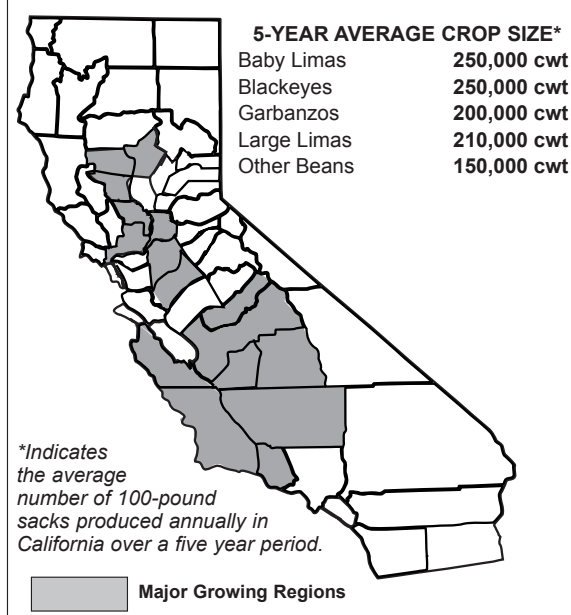 5-YEAR AVERAGE CROP SIZE*
Baby Limas 250,000 cwt
Blackeyes 250,000 cwt
Garbanzos 200,000 cwt
Large Limas 210,000 cwt
Other Beans 150,000 cwt
*Indicates
the average
number of 100-pound
sacks produced annually in
California over a five year period.
Major Growing Regions